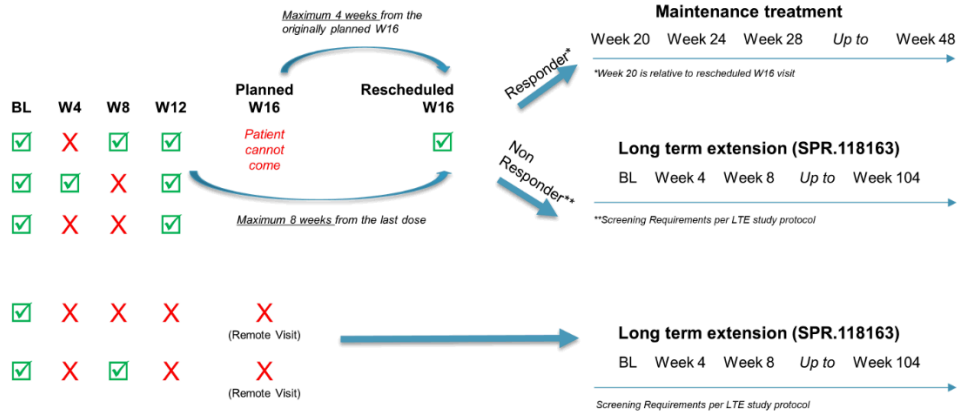 Maximum 4 weeks from the
originally planned W16
Maintenance treatment
Week 20 Week 24 Week 28 Up to Week 48
*Week 20 is relative to rescheduled W16 visit
Responder*
BL W4 W8 W12
Planned
W16
Rescheduled
W16
X
Patient
cannot
come
X
X X
Maximum 8 weeks from the last dose
Non
Responder**
Long term extension (SPR.118163)
BL Week 4 Week 8 Up to Week 104
**Screening Requirements per LTE study protocol
X X X X
(Remote Visit)
X X X
(Remote Visit)
Long term extension (SPR.118163)
BL Week 4 Week 8 Up to Week 104
Screening Requirements per LTE study protocol